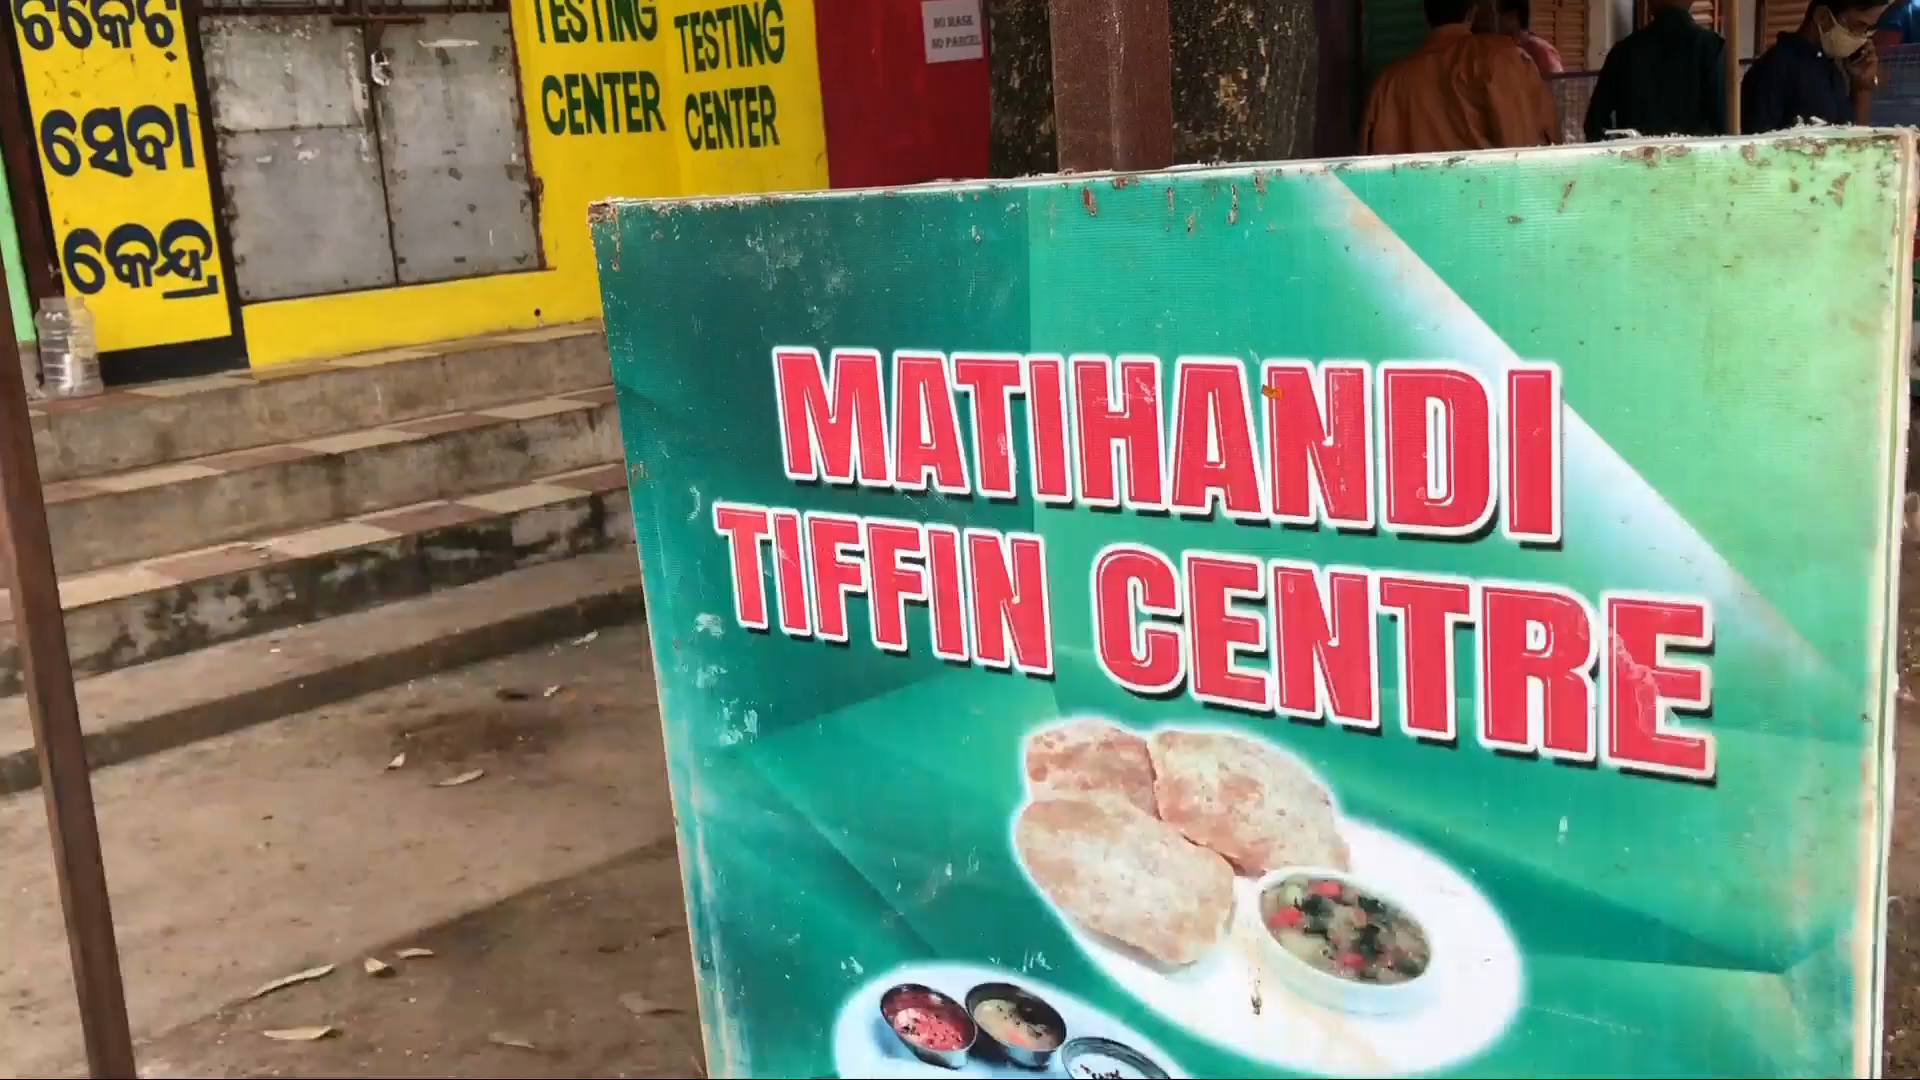 ଟିକେଟ୍
ସେବା
କେନ୍ଦ୍ର
TESTING
CENTER
TESTING
CENTER
NO MASK
NO PARCEL
MATIHANDI
TIFFIN CENTRE